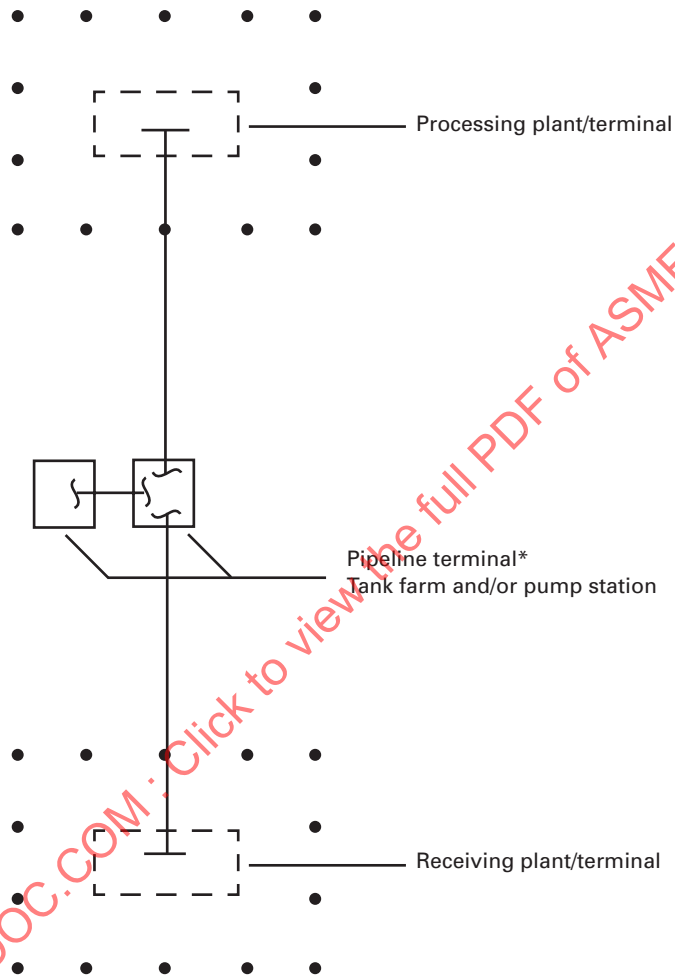 Processing plant/terminal
Pipeline terminal*
Tank farm and/or pump station
Receiving plant/terminal
OC.COM : Click to view the full PDF of ASME